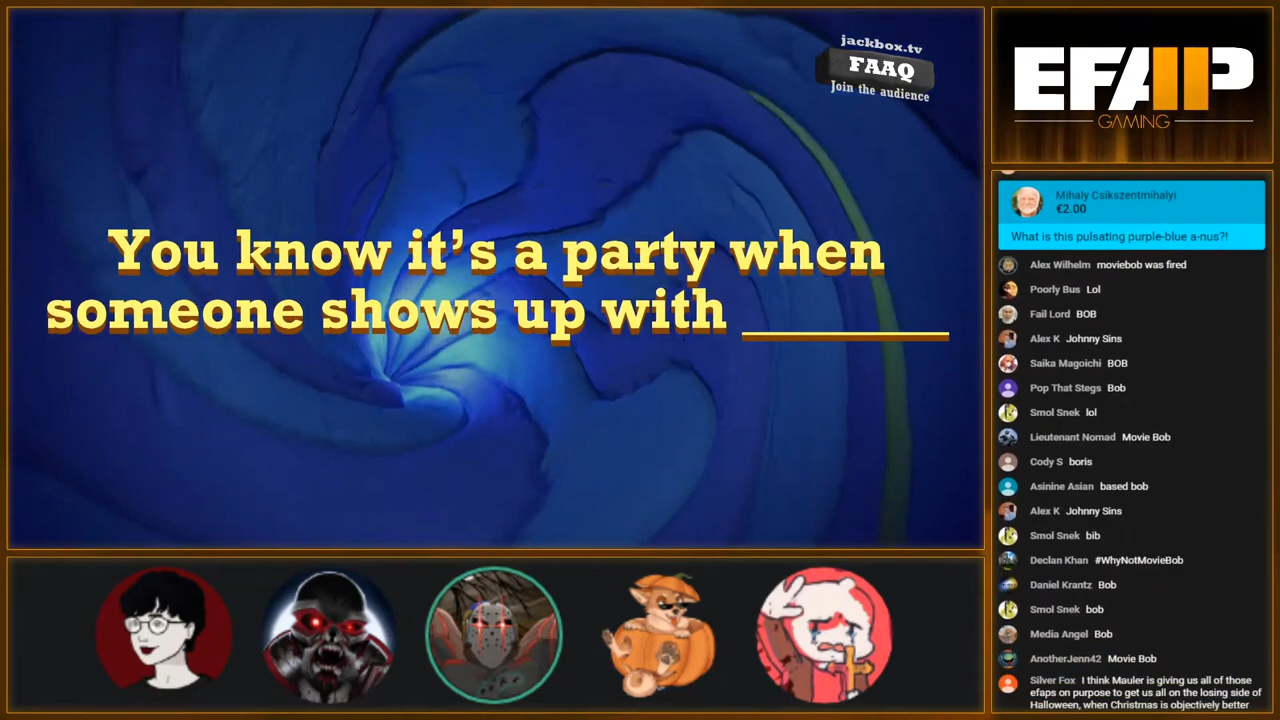 jackbox.tv
FAAQ
Join the audience
You know it's a party when
someone shows up with ________
EFAP
GAMING
Mihaly Csikszentmihalyi
€2.00
What is this pulsating purple-blue a-nus?!
Alex Wilhelm moviebob was fired
Poorly Bus Lol
Fail Lord BOB
Alex K Johnny Sins
Saika Magoichi BOB
Pop That Stegs Bob
Smol Snek lol
Lieutenant Nomad Movie Bob
Cody S boris
Asinine Asian based bob
Alex K Johnny Sins
Smol Snek bib
Declan Khan #WhyNotMovieBob
Daniel Krantz Bob
Smol Snek bob
Media Angel Bob
AnotherJenn42 Movie Bob
Silver Fox I think Mauler is giving us all of those
efaps on purpose to get us all on the losing side of
Halloween, when Christmas is objectively better